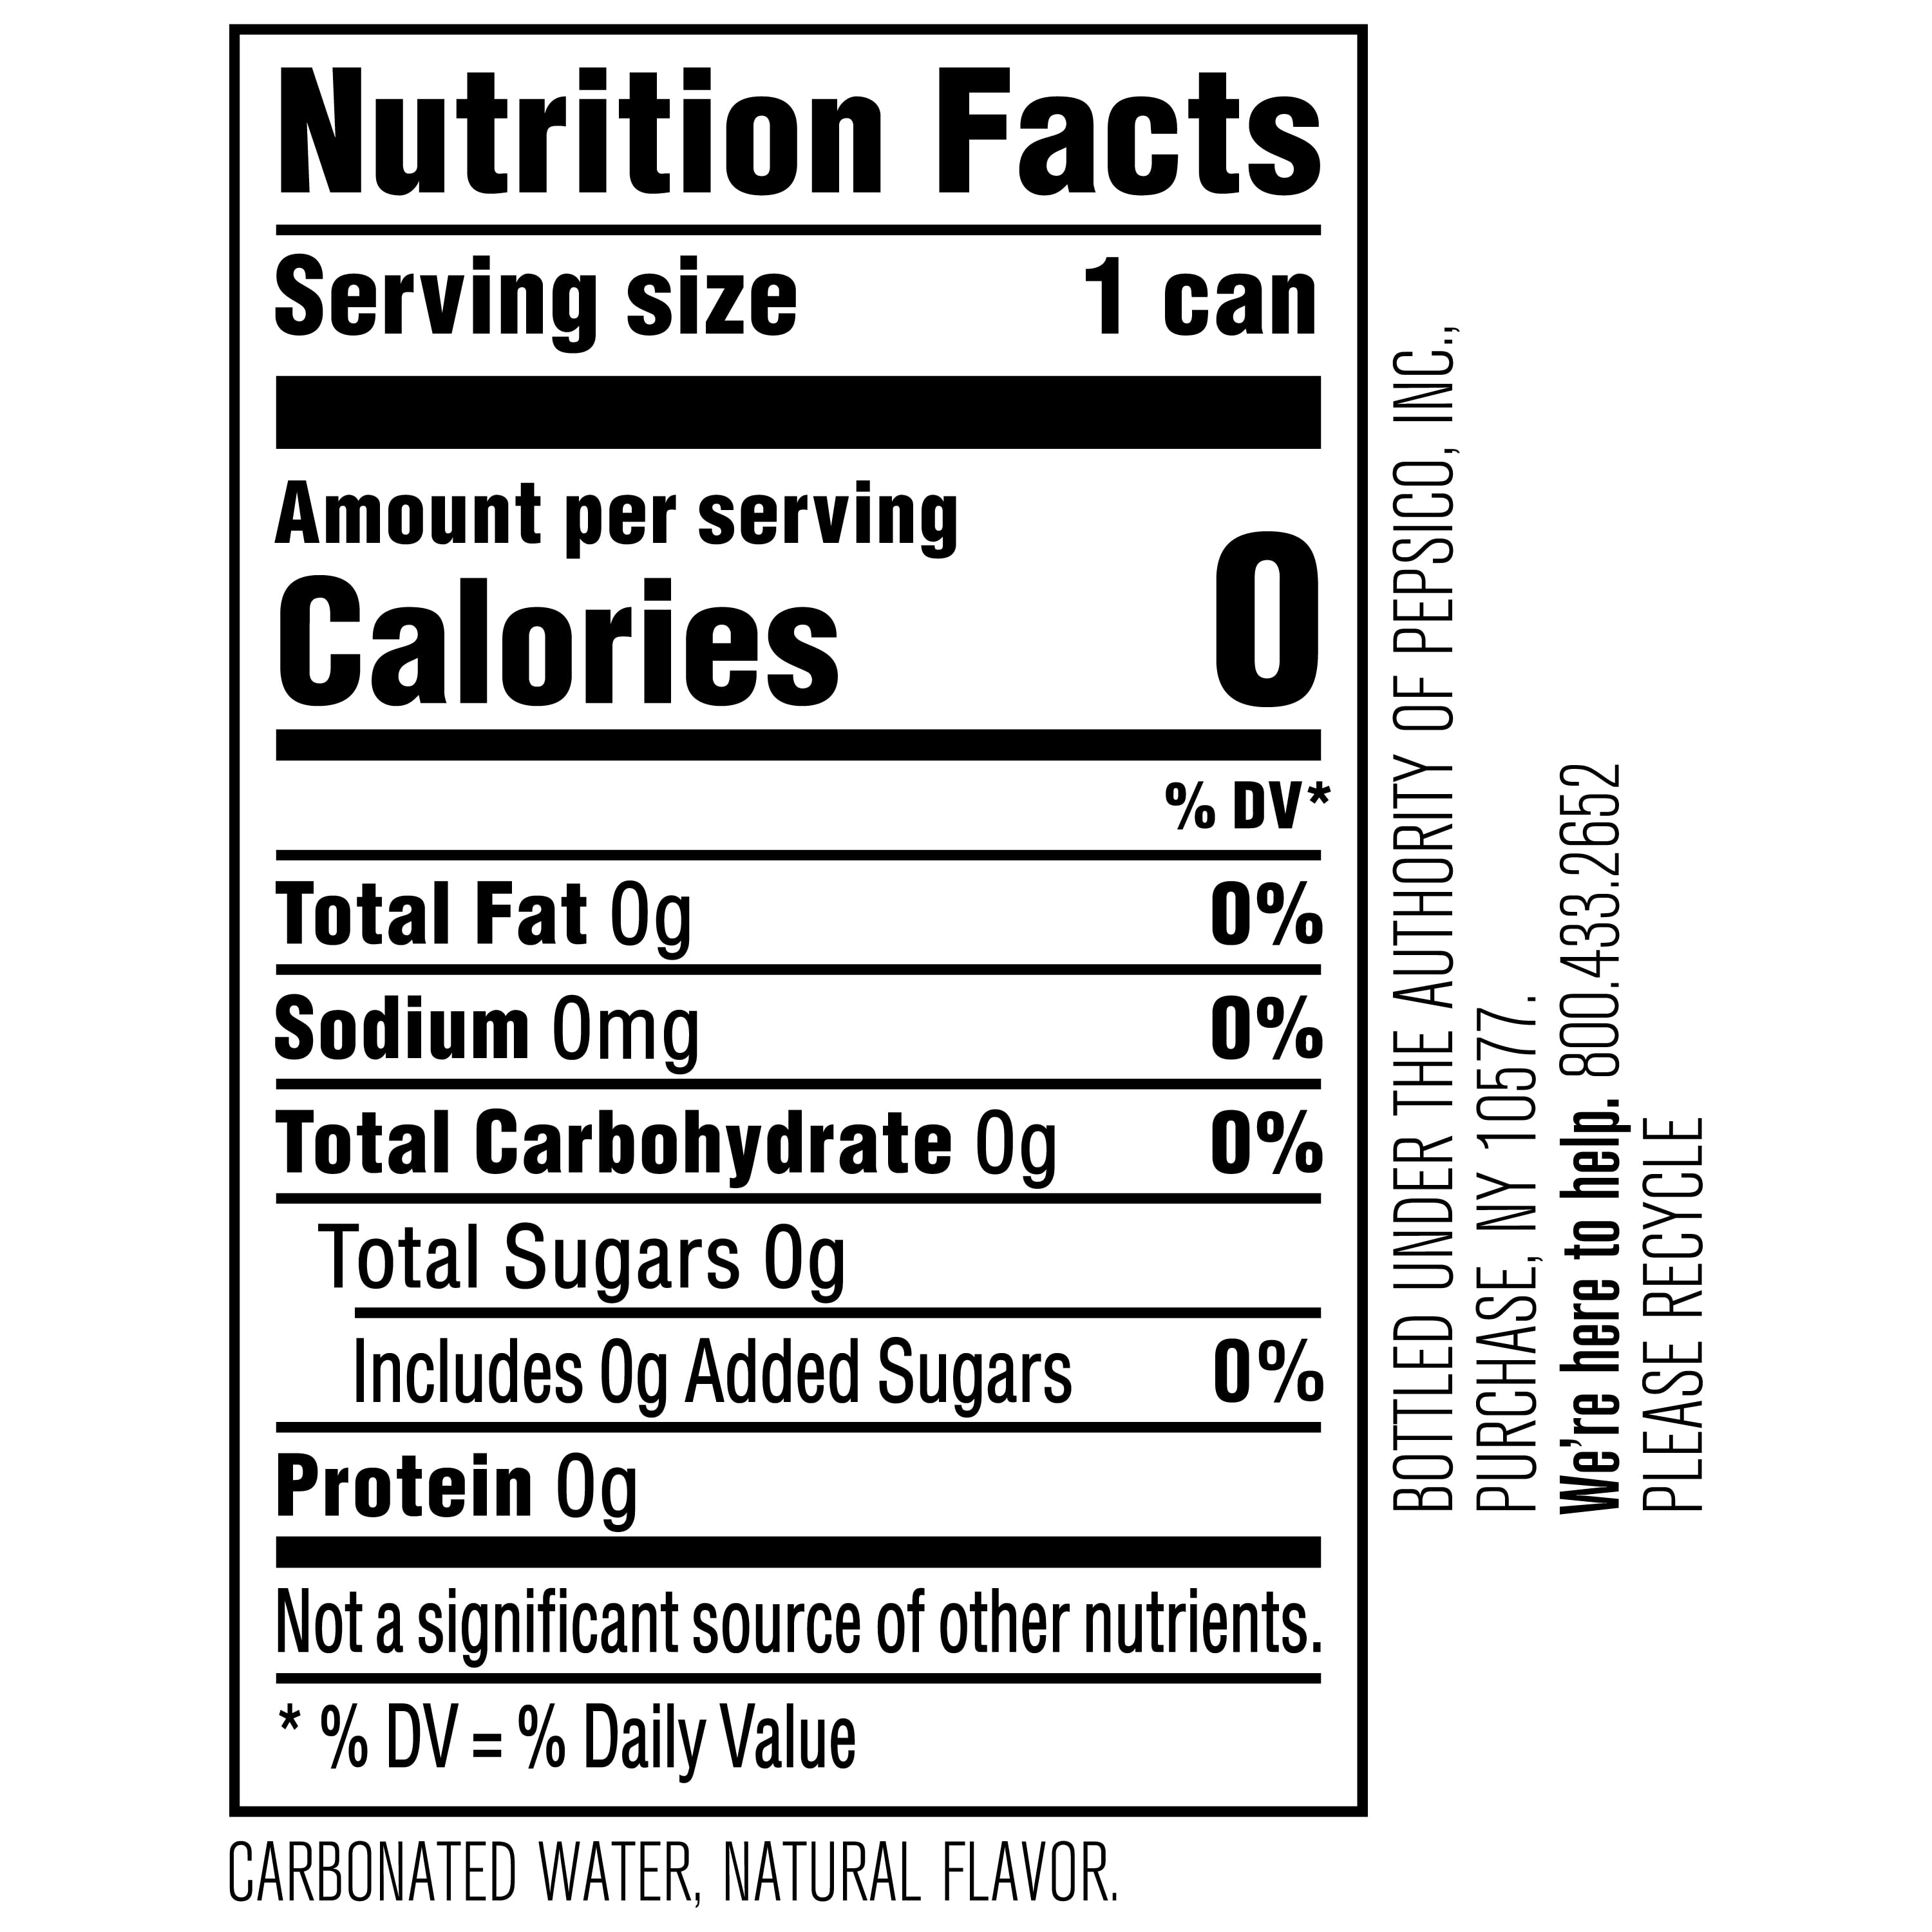 Nutrition Facts
Serving size 1 can
Amount per serving
Calories 0
% DV*
Total Fat 0g 0%
Sodium 0mg 0%
Total Carbohydrate 0g 0%
Total Sugars 0g
Includes 0g Added Sugars 0%
Protein 0g
Not a significant source of other nutrients.
* % DV = % Daily Value
CARBONATED WATER, NATURAL FLAVOR.
BOTTLED UNDER THE AUTHORITY OF PEPSICO, INC.,
PURCHASE, NY 10577.
We're here to help. 800.433.2652
PLEASE RECYCLE